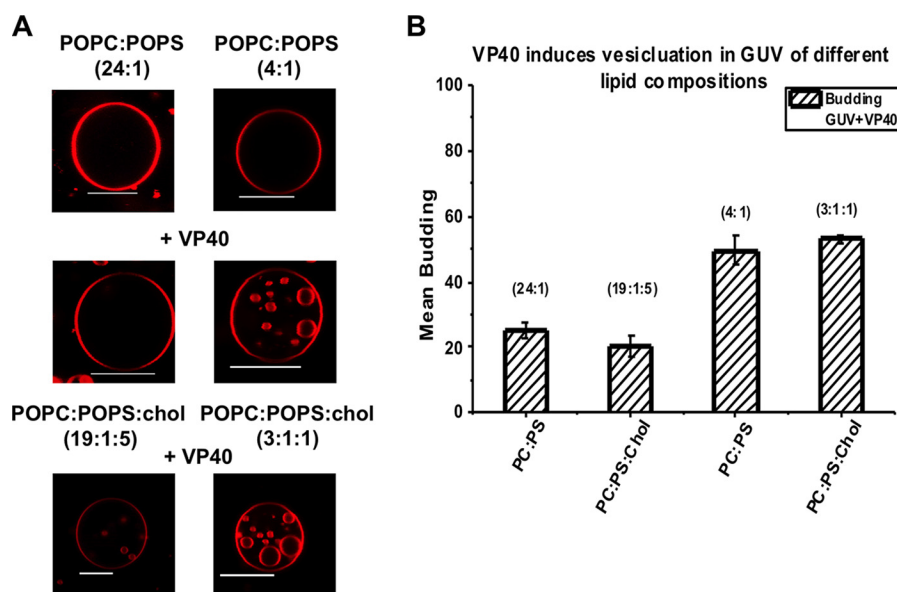 A
POPC:POPS
(24:1)
POPC:POPS
(4:1)
+ VP40
POPC:POPS:chol
(19:1:5)
POPC:POPS:chol
(3:1:1)
+ VP40
B
VP40 induces vesicluation in GUV of different
lipid compositions
Budding
GUV+VP40
Mean Budding
100
80
60
40
20
0
(24:1)
(19:1:5)
(4:1)
(3:1:1)
PC:PS
PC:PS:Chol
PC:PS
PC:PS:Chol